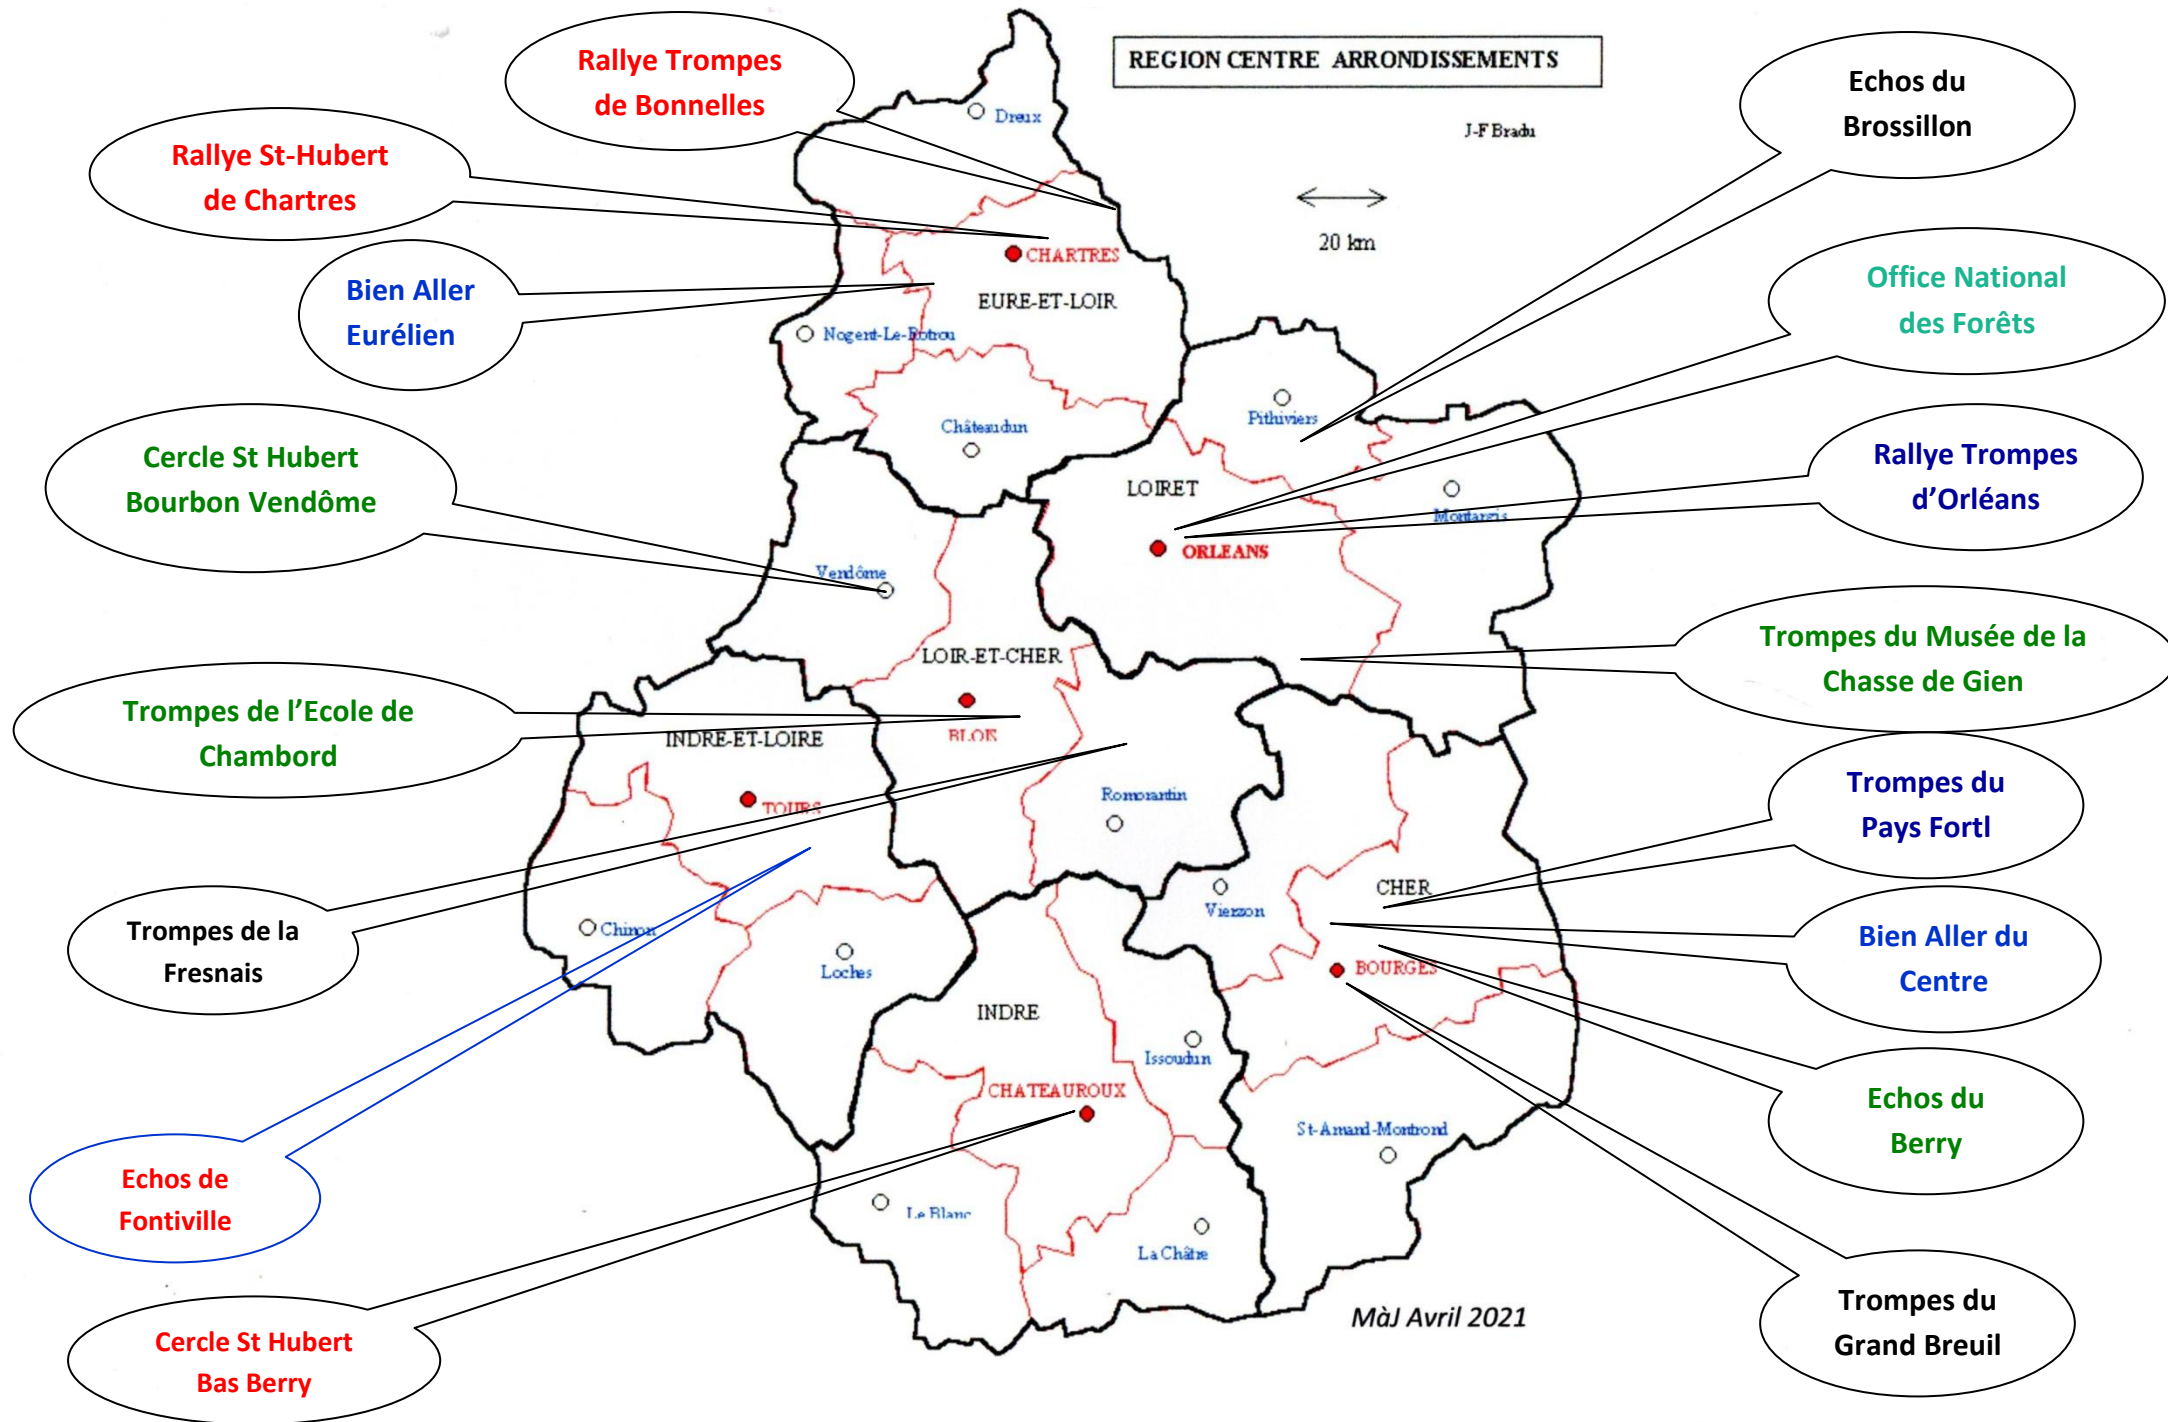 REGION CENTRE ARRONDISSEMENTS
J-F Bradu
20 km
Rallye Trompes
de Bonnelles
Rallye St-Hubert
de Chartres
Bien Aller
Eurélien
Cercle St Hubert
Bourbon Vendôme
Trompes de l'Ecole de
Chambord
Trompes de la
Fresnais
Echos de
Fontiville
Cercle St Hubert
Bas Berry
Echos du
Brossillon
Office National
des Forêts
Rallye Trompes
d'Orléans
Trompes du Musée de la
Chasse de Gien
Trompes du
Pays Fortl
Bien Aller du
Centre
Echos du
Berry
Trompes du
Grand Breuil
Dreux
CHARTRES
EURE-ET-LOIR
Nogent-Le-Rotrou
Châteaudun
Pithiviers
LOIRET
Montargis
ORLEANS
Vendôme
LOIR-ET-CHER
BLOIS
INDRE-ET-LOIRE
TOURS
Romorantin
Chinon
Loches
Vierzon
CHER
BOURGES
INDRE
Issoudun
CHATEAUROUX
St-Amand-Montrond
Le Blanc
La Châtre
MàJ Avril 2021